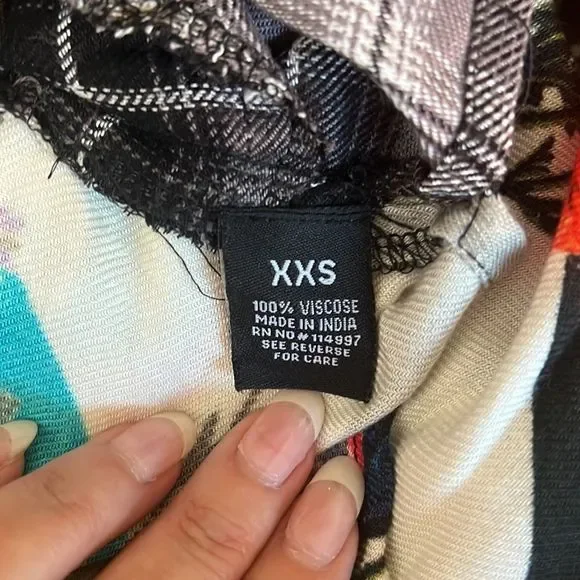 XXS
100% VISCOSE
MADE IN INDIA
RN NO# 114997
SEE REVERSE
FOR CARE